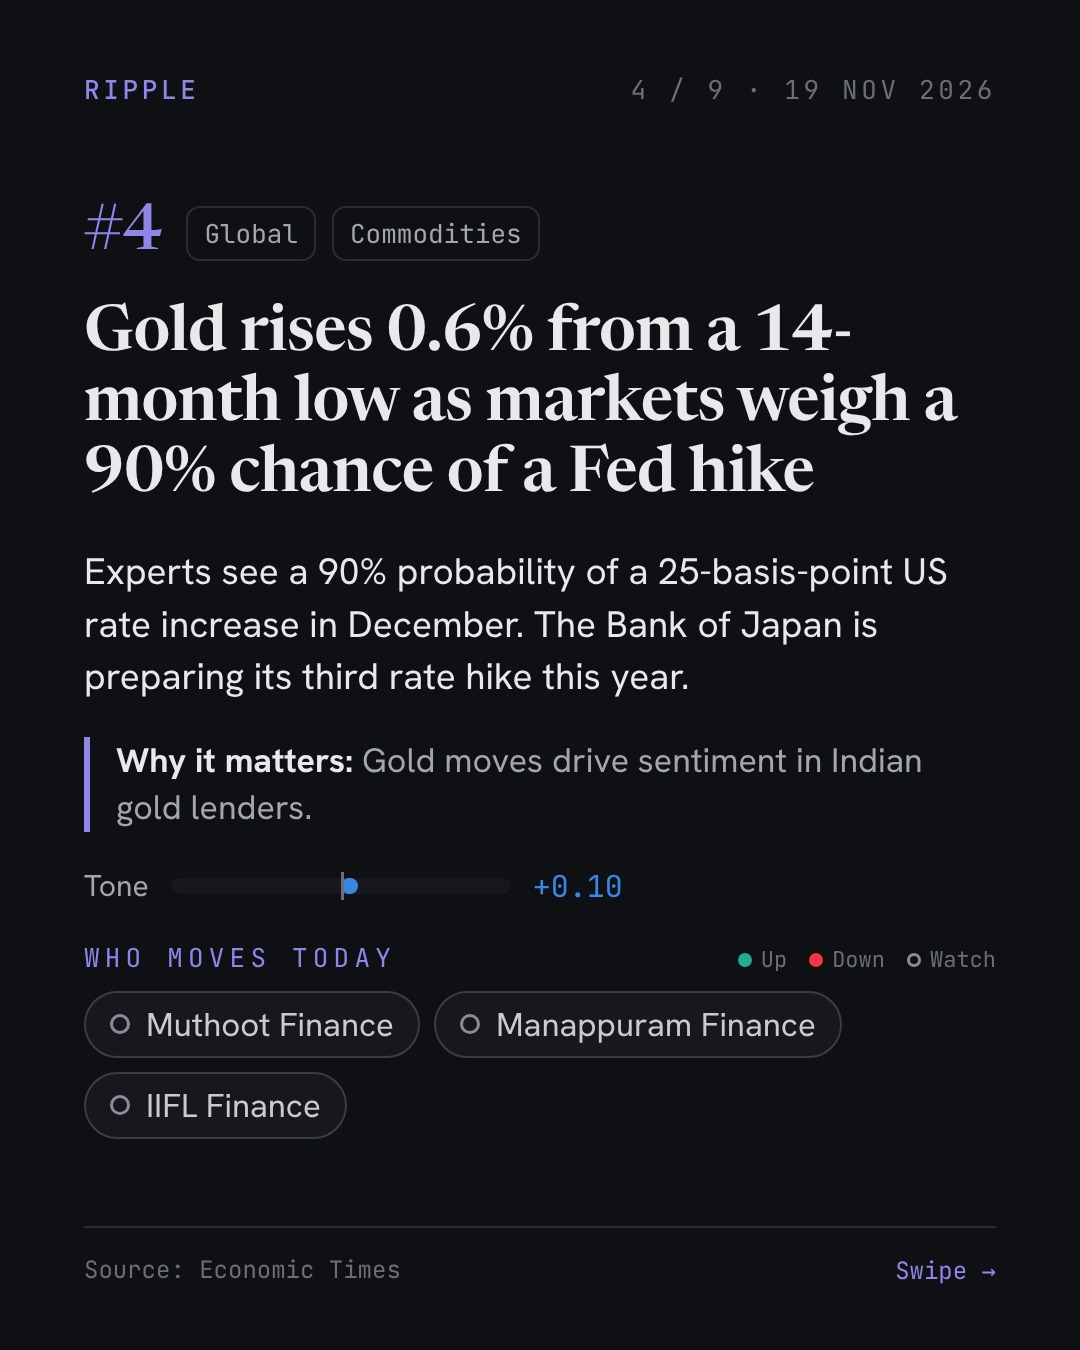 RIPPLE
4 / 9 · 19 NOV 2026
#4 Global Commodities
Gold rises 0.6% from a 14-
month low as markets weigh a
90% chance of a Fed hike
Experts see a 90% probability of a 25-basis-point US
rate increase in December. The Bank of Japan is
preparing its third rate hike this year.
Why it matters: Gold moves drive sentiment in Indian
gold lenders.
Tone +0.10
WHO MOVES TODAY
Up Down Watch
Muthoot Finance Manappuram Finance
IIFL Finance
Source: Economic Times
Swipe →